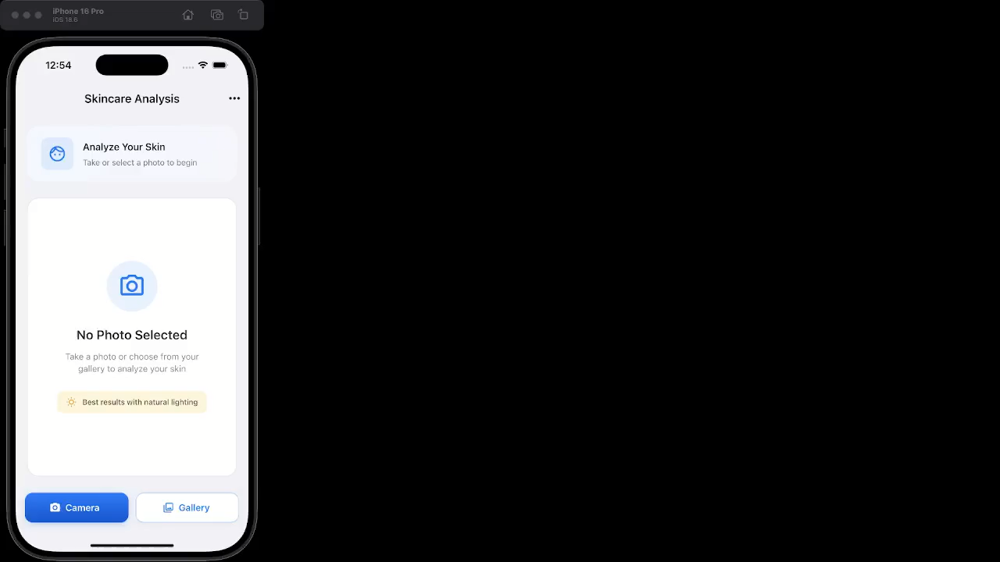 iPhone 16 Pro
iOS 18.6
12:54
Skincare Analysis
Analyze Your Skin
Take or select a photo to begin
No Photo Selected
Take a photo or choose from your
gallery to analyze your skin
Best results with natural lighting
Camera
Gallery